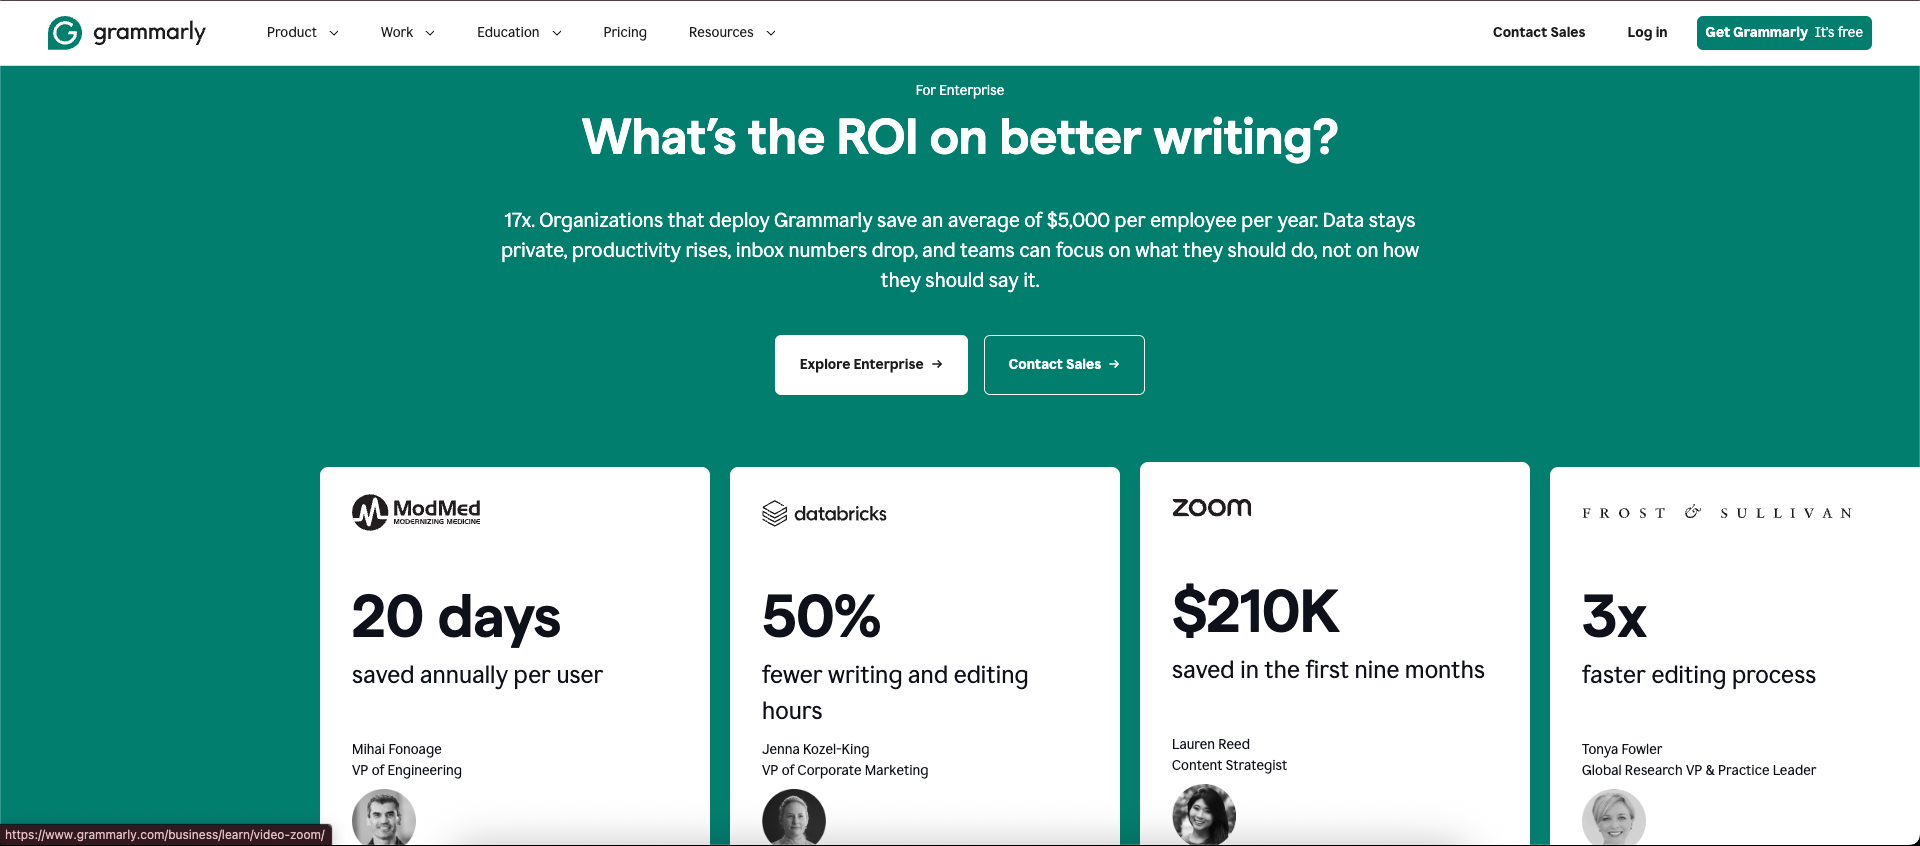 grammarly
Product
Work
Education
Pricing
Resources
Contact Sales
Log in
Get Grammarly It's free
For Enterprise
What's the ROI on better writing?
17x. Organizations that deploy Grammarly save an average of $5,000 per employee per year. Data stays
private, productivity rises, inbox numbers drop, and teams can focus on what they should do, not on how
they should say it.
Explore Enterprise →
Contact Sales →
ModMed
MODERNIZING MEDICINE
20 days
saved annually per user
Mihai Fonoage
VP of Engineering
databricks
50%
fewer writing and editing
hours
Jenna Kozel-King
VP of Corporate Marketing
zoom
$210K
saved in the first nine months
Lauren Reed
Content Strategist
FROST & SULLIVAN
3x
faster editing process
Tonya Fowler
Global Research VP & Practice Leader
https://www.grammarly.com/business/learn/video-zoom/